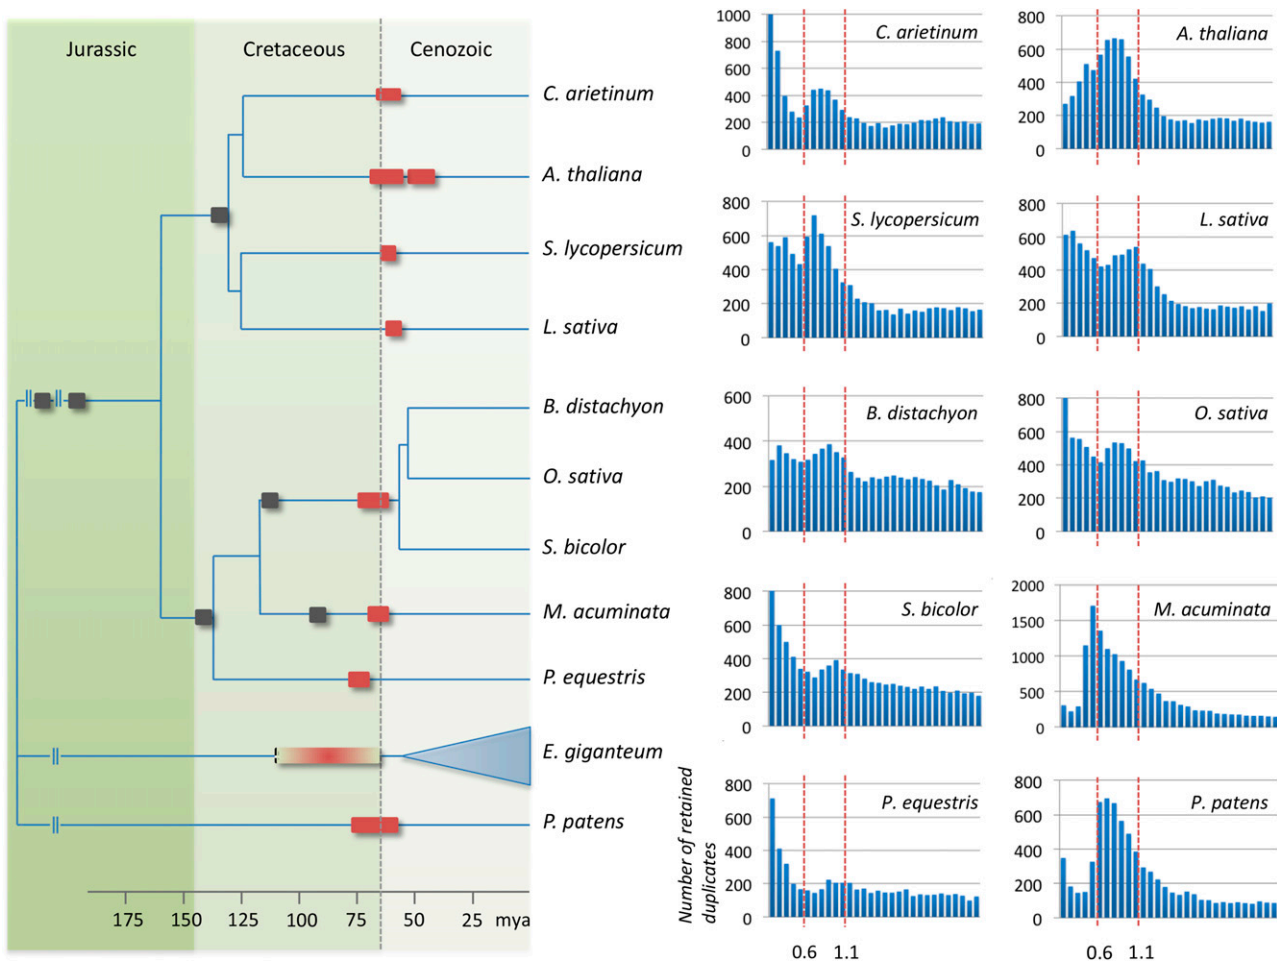 Jurassic
Cretaceous
Cenozoic
C. arietinum
A. thaliana
S. lycopersicum
L. sativa
B. distachyon
O. sativa
S. bicolor
M. acuminata
P. equestris
E. giganteum
P. patens
175 150 125 100 75 50 25 mya
C. arietinum
1000
800
600
400
200
0
A. thaliana
800
600
400
200
0
S. lycopersicum
800
600
400
200
0
L. sativa
800
600
400
200
0
B. distachyon
600
400
200
0
O. sativa
800
600
400
200
0
S. bicolor
800
600
400
200
0
M. acuminata
2000
1500
1000
500
0
Number of retained
duplicates
P. equestris
800
600
400
200
0
0.6 1.1
P. patens
800
600
400
200
0
0.6 1.1